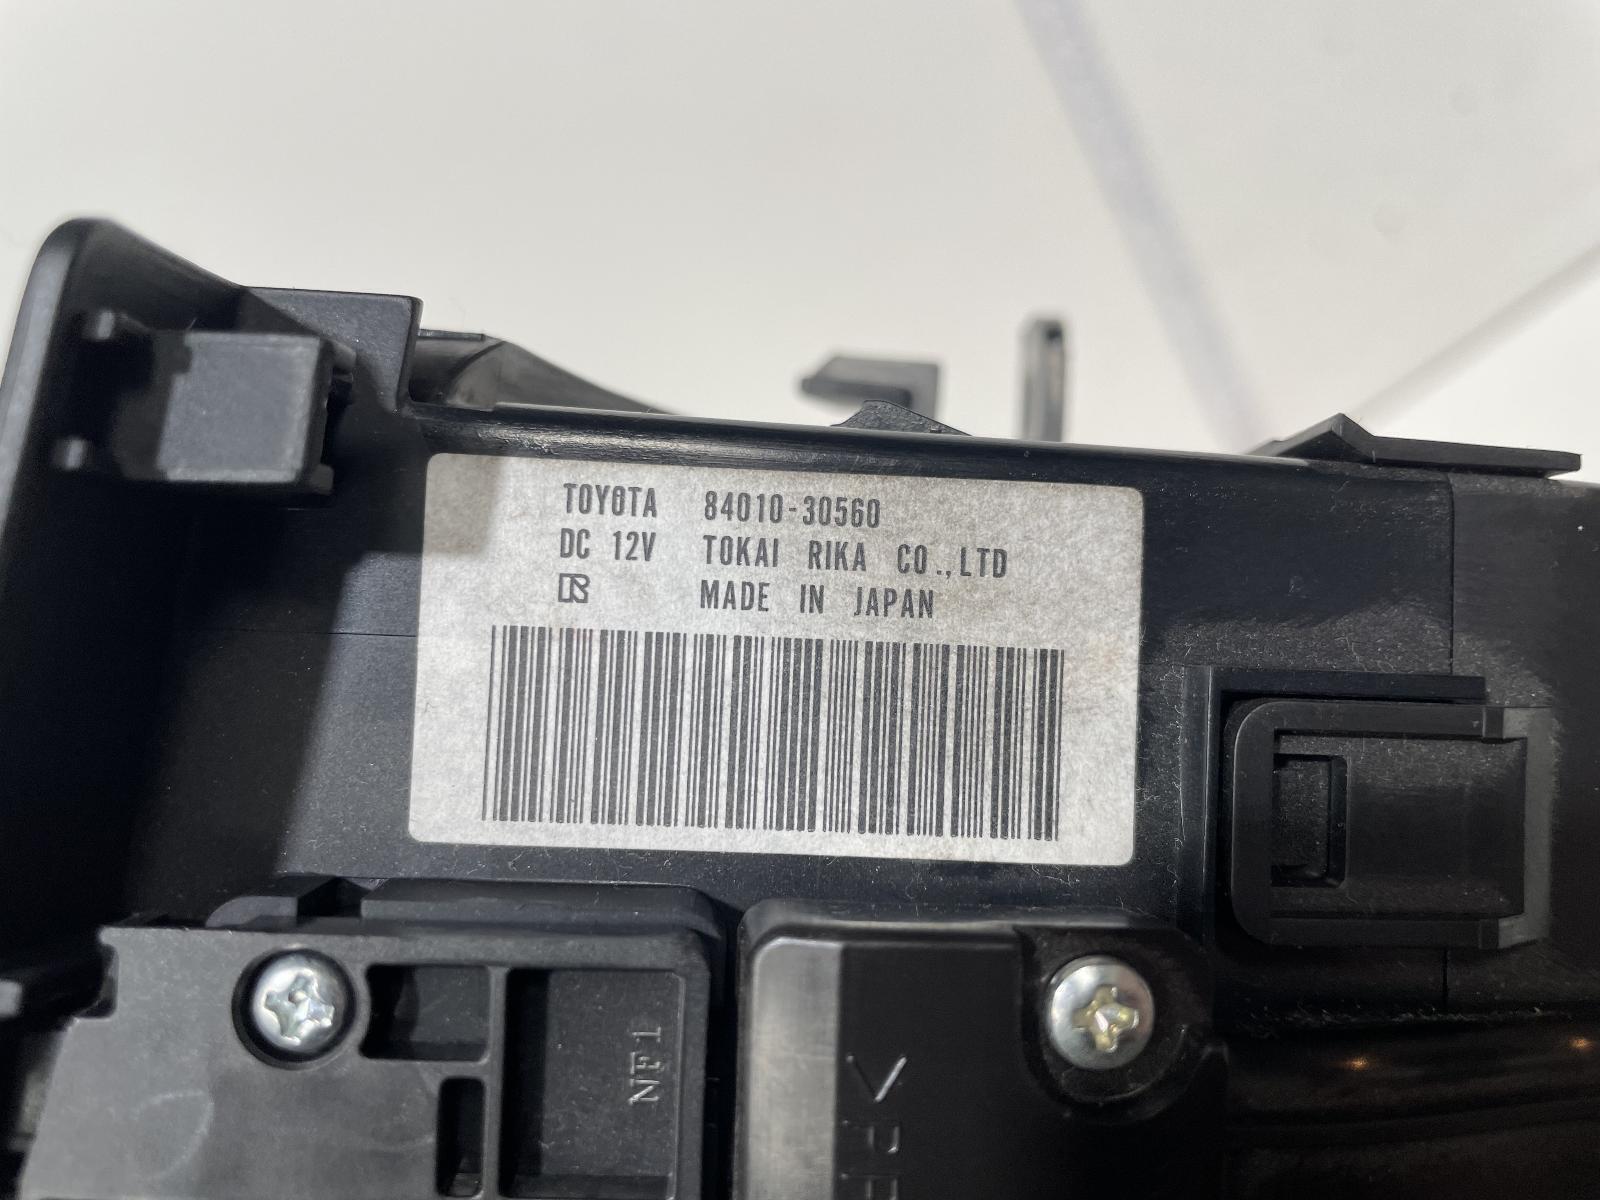 TOYOTA 84010-30560
DC 12V TOKAI RIKA CO.,LTD
MADE IN JAPAN
NF1